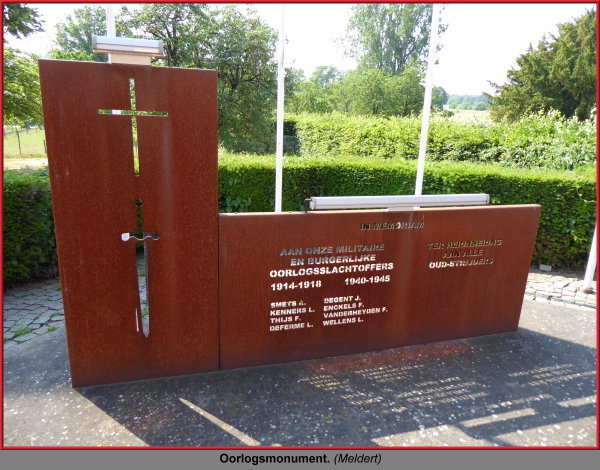 IN MEMORIAM
AAN ONZE MILITAIRE
EN BURGERLIJKE
OORLOGSSLACHTOFFERS
1914-1918 1940-1945
SMETS A. DEGENT J.
KENNERS L. ENCKELS F.
THIJS F. VANDERHEYDEN F.
DEFERME L. WELLENS L.
TER HERINNERING
AAN ALLE
OUD-STRIJDERS
Oorlogsmonument. (Meldert)